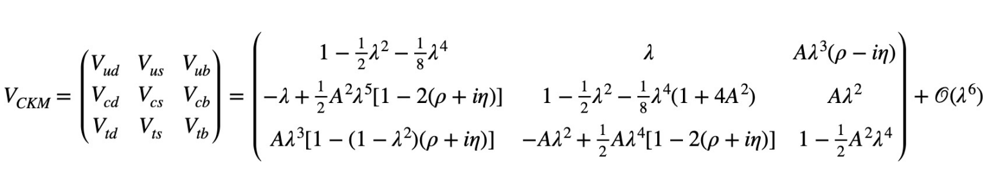 V_{CKM} = \begin{pmatrix} V_{ud} & V_{us} & V_{ub} \\ V_{cd} & V_{cs} & V_{cb} \\ V_{td} & V_{ts} & V_{tb} \end{pmatrix} = \begin{pmatrix} 1 - \frac{1}{2}\lambda^2 - \frac{1}{8}\lambda^4 & \lambda & A\lambda^3(\rho - i\eta) \\ -\lambda + \frac{1}{2}A^2\lambda^5[1 - 2(\rho + i\eta)] & 1 - \frac{1}{2}\lambda^2 - \frac{1}{8}\lambda^4(1 + 4A^2) & A\lambda^2 \\ A\lambda^3[1 - (1 - \lambda^2)(\rho + i\eta)] & -A\lambda^2 + \frac{1}{2}A\lambda^4[1 - 2(\rho + i\eta)] & 1 - \frac{1}{2}A^2\lambda^4 \end{pmatrix} + \mathcal{O}(\lambda^6)